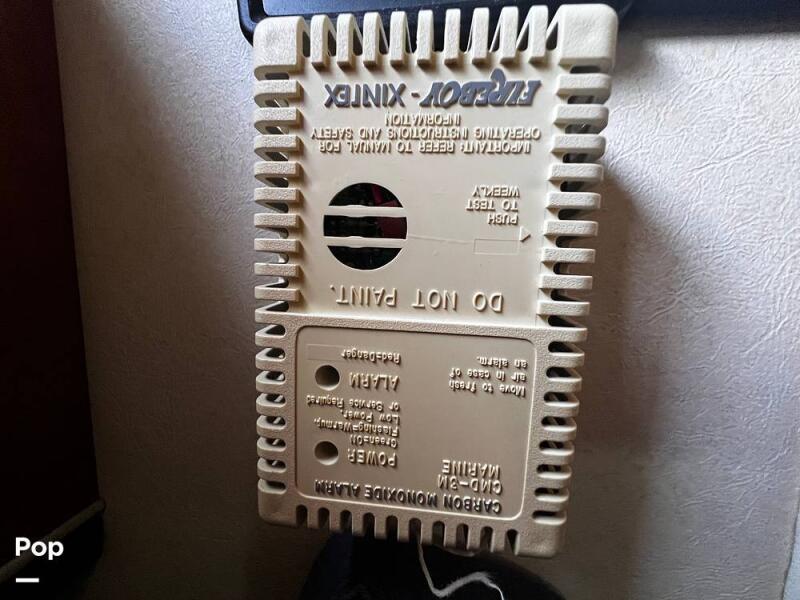 CARBON MONOXIDE ALARM
CMD-3M
MARINE
POWER
Green=ON
Flashing=Warmup,
Low Power,
or Service Required
Move to fresh
air in case of
an alarm.
ALARM
Red=Danger
DO NOT PAINT.
PUSH
TO TEST
WEEKLY
IMPORTANT: REFER TO MANUAL FOR
OPERATING INSTRUCTIONS AND SAFETY
INFORMATION
FIREBOY - XINTEX
Pop